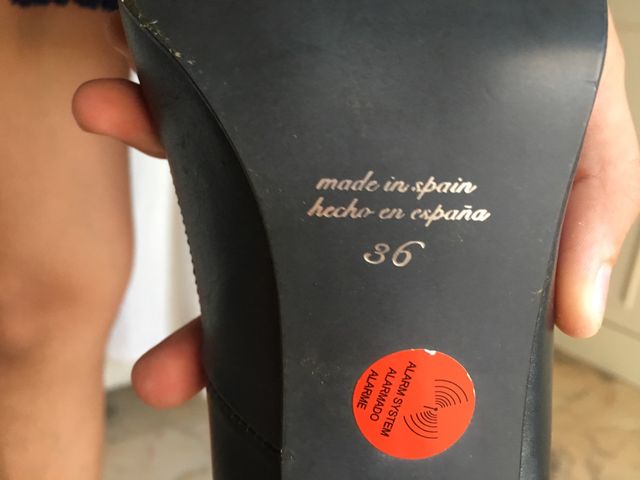 made in spain
hecho en españa
36
ALARM SYSTEM
ALARMADO
ALARME